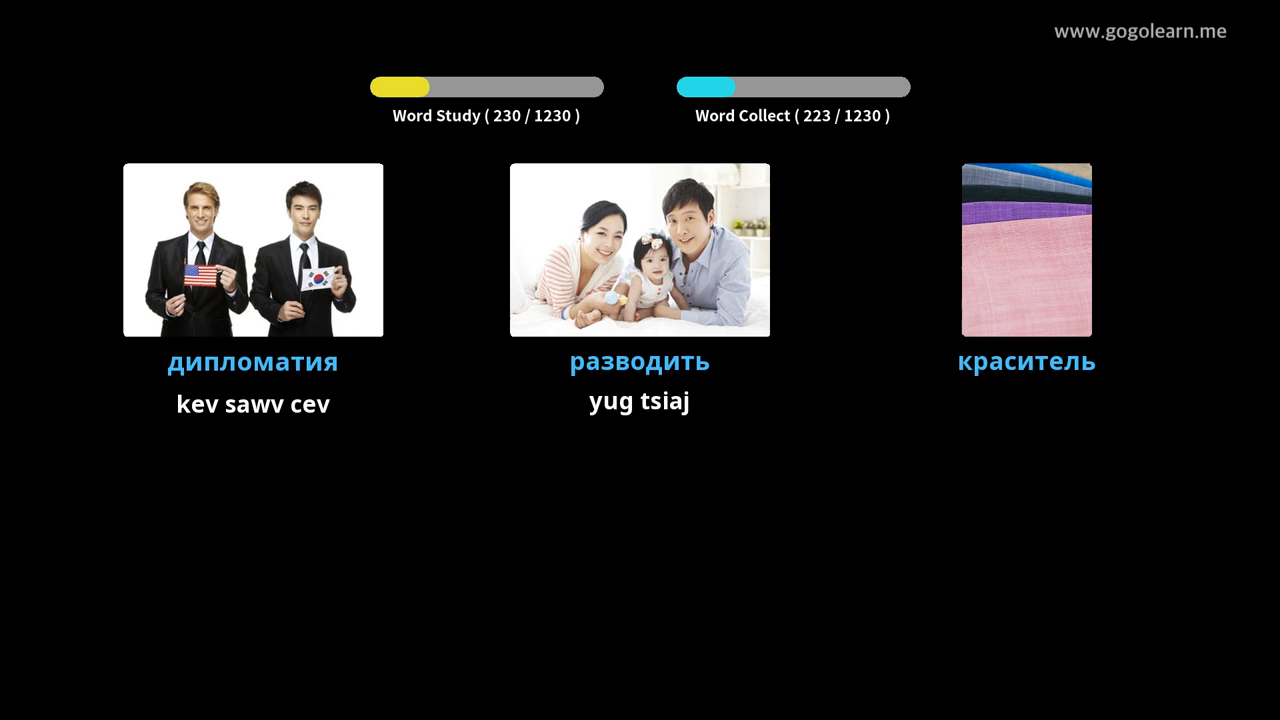 www.gogolearn.me
Word Study ( 230 / 1230 )
Word Collect ( 223 / 1230 )
дипломатия
разводить
краситель
kev sawv cev
yug tsiaj